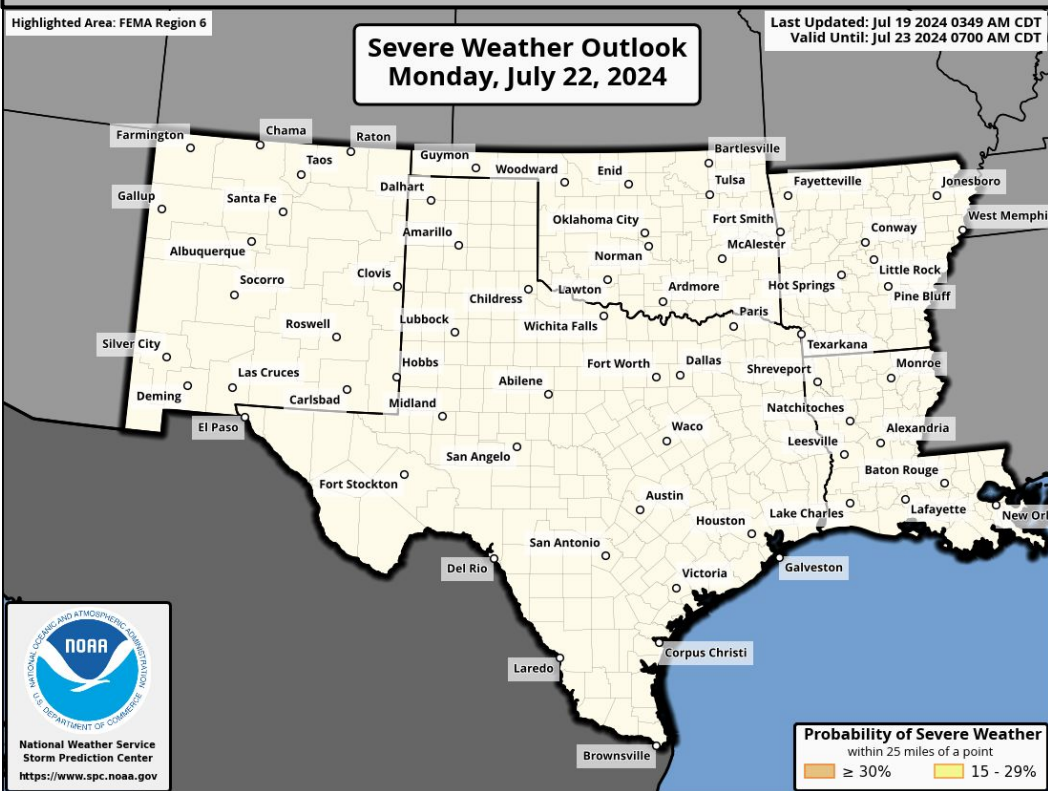 Highlighted Area: FEMA Region 6
Last Updated: Jul 19 2024 0349 AM CDT
Valid Until: Jul 23 2024 0700 AM CDT
Severe Weather Outlook
Monday, July 22, 2024
Farmington
Chama
Raton
Taos
Guymon
Woodward
Enid
Bartlesville
Tulsa
Fayetteville
Jonesboro
Gallup
Santa Fe
Dalhart
Oklahoma City
Fort Smith
West Memphi
Albuquerque
Amarillo
Norman
McAlester
Conway
Socorro
Clovis
Childress
Lawton
Ardmore
Hot Springs
Little Rock
Pine Bluff
Roswell
Lubbock
Wichita Falls
Paris
Texarkana
Silver City
Hobbs
Fort Worth
Dallas
Shreveport
Monroe
Las Cruces
Abilene
Deming
Carlsbad
Midland
Natchitoches
El Paso
Waco
Leesville
Alexandria
San Angelo
Fort Stockton
Baton Rouge
Austin
Lake Charles
Lafayette
New Orl
Houston
San Antonio
Del Rio
Galveston
Victoria
Laredo
Corpus Christi
Brownsville
NATIONAL OCEANIC AND ATMOSPHERIC ADMINISTRATION
NOAA
U.S. DEPARTMENT OF COMMERCE
National Weather Service
Storm Prediction Center
https://www.spc.noaa.gov
Probability of Severe Weather
within 25 miles of a point
≥ 30%
15 - 29%